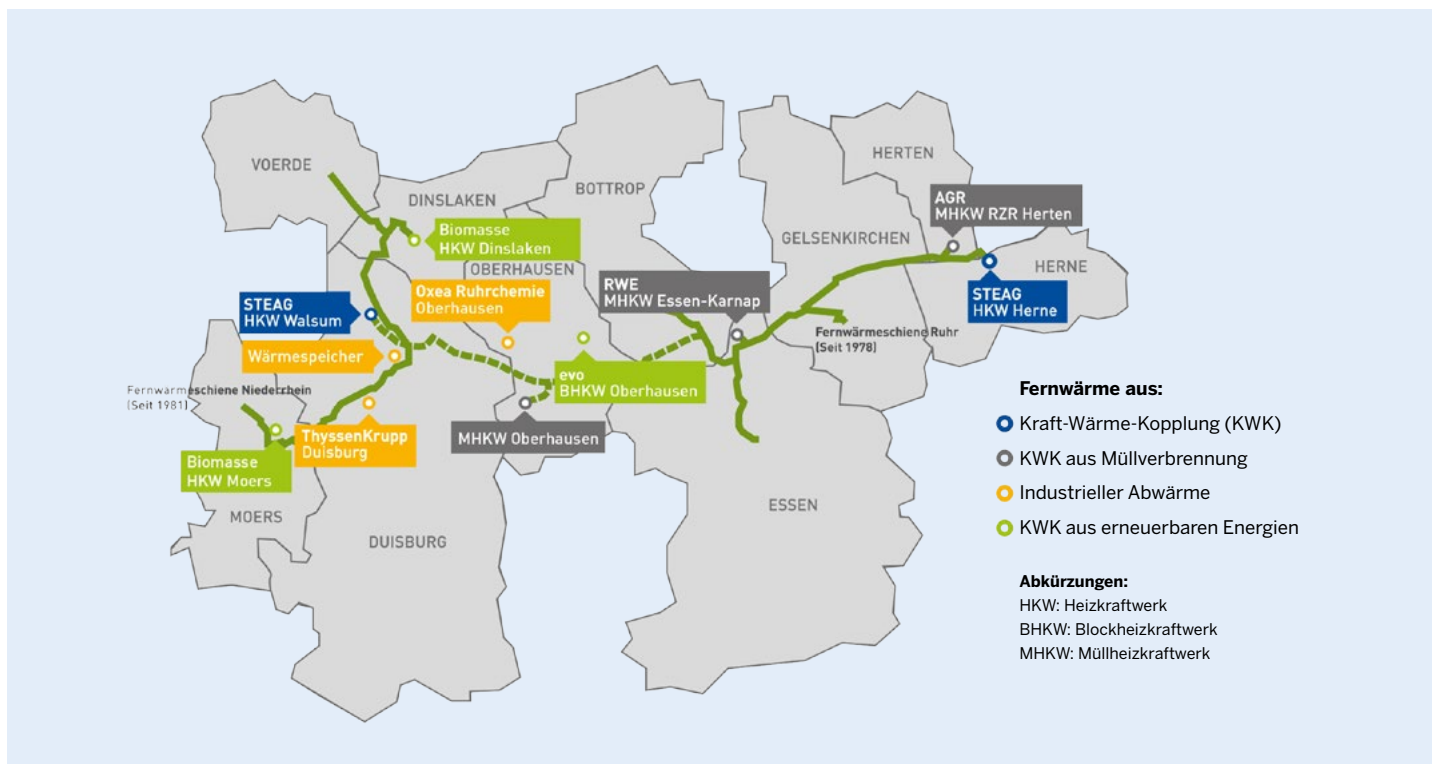 VOERDE
DINSLAKEN
BOTTROP
HERTEN
GELSENKIRCHEN
HERNE
OBERHAUSEN
MOERS
DUISBURG
ESSEN
Biomasse
HKW Dinslaken
AGR
MHKW RZR Herten
STEAG
HKW Walsum
Oxea Ruhrchemie
Oberhausen
RWE
MHKW Essen-Karnap
STEAG
HKW Herne
Wärmespeicher
Fernwärmeschiene Ruhr
(Seit 1978)
Fernwärmeschiene Niederrhein
(Seit 1981)
evo
BHKW Oberhausen
MHKW Oberhausen
ThyssenKrupp
Duisburg
Biomasse
HKW Moers
Fernwärme aus:
Kraft-Wärme-Kopplung (KWK)
KWK aus Müllverbrennung
Industrieller Abwärme
KWK aus erneuerbaren Energien
Abkürzungen:
HKW: Heizkraftwerk
BHKW: Blockheizkraftwerk
MHKW: Müllheizkraftwerk